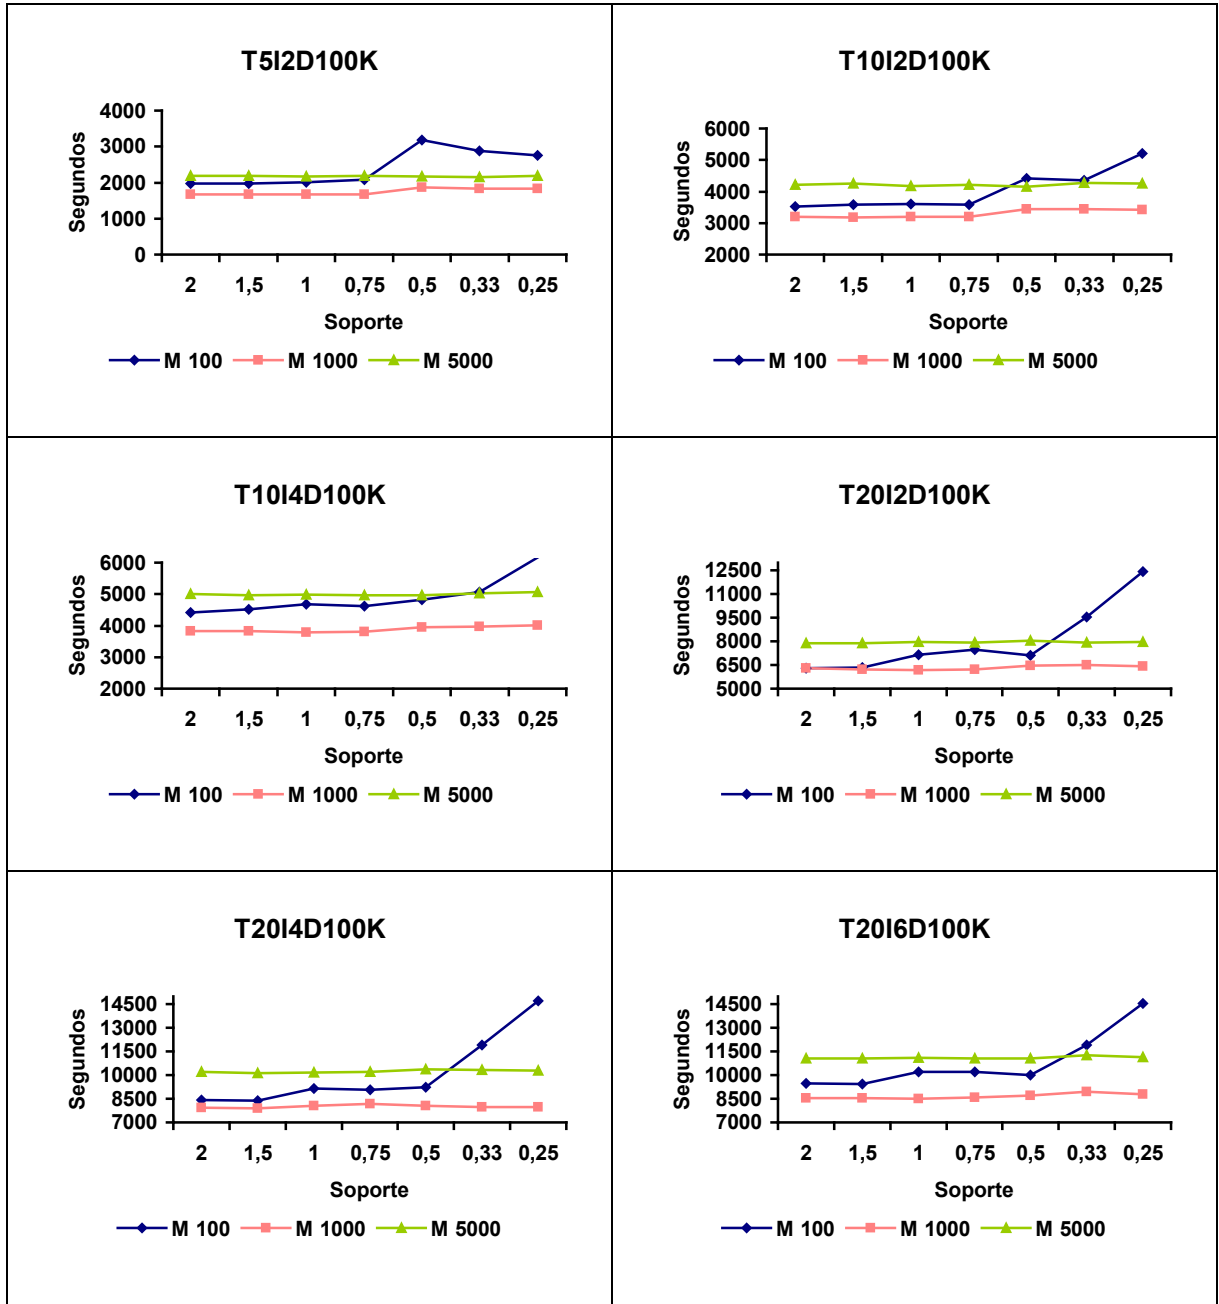 T5I2D100K
4000
3000
2000
1000
0
Segundos
2 1,5 1 0,75 0,5 0,33 0,25
Soporte
M 100 M 1000 M 5000
T10I2D100K
6000
5000
4000
3000
2000
Segundos
2 1,5 1 0,75 0,5 0,33 0,25
Soporte
M 100 M 1000 M 5000
T10I4D100K
6000
5000
4000
3000
2000
Segundos
2 1,5 1 0,75 0,5 0,33 0,25
Soporte
M 100 M 1000 M 5000
T20I2D100K
12500
11000
9500
8000
6500
5000
Segundos
2 1,5 1 0,75 0,5 0,33 0,25
Soporte
M 100 M 1000 M 5000
T20I4D100K
14500
13000
11500
10000
8500
7000
Segundos
2 1,5 1 0,75 0,5 0,33 0,25
Soporte
M 100 M 1000 M 5000
T20I6D100K
14500
13000
11500
10000
8500
7000
Segundos
2 1,5 1 0,75 0,5 0,33 0,25
Soporte
M 100 M 1000 M 5000